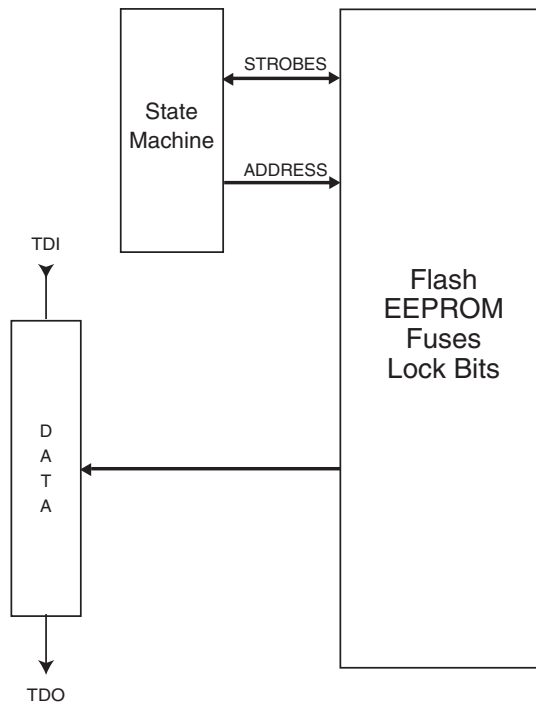 STROBES
State
Machine
ADDRESS
TDI
Flash
EEPROM
Fuses
Lock Bits
D
A
T
A
TDO